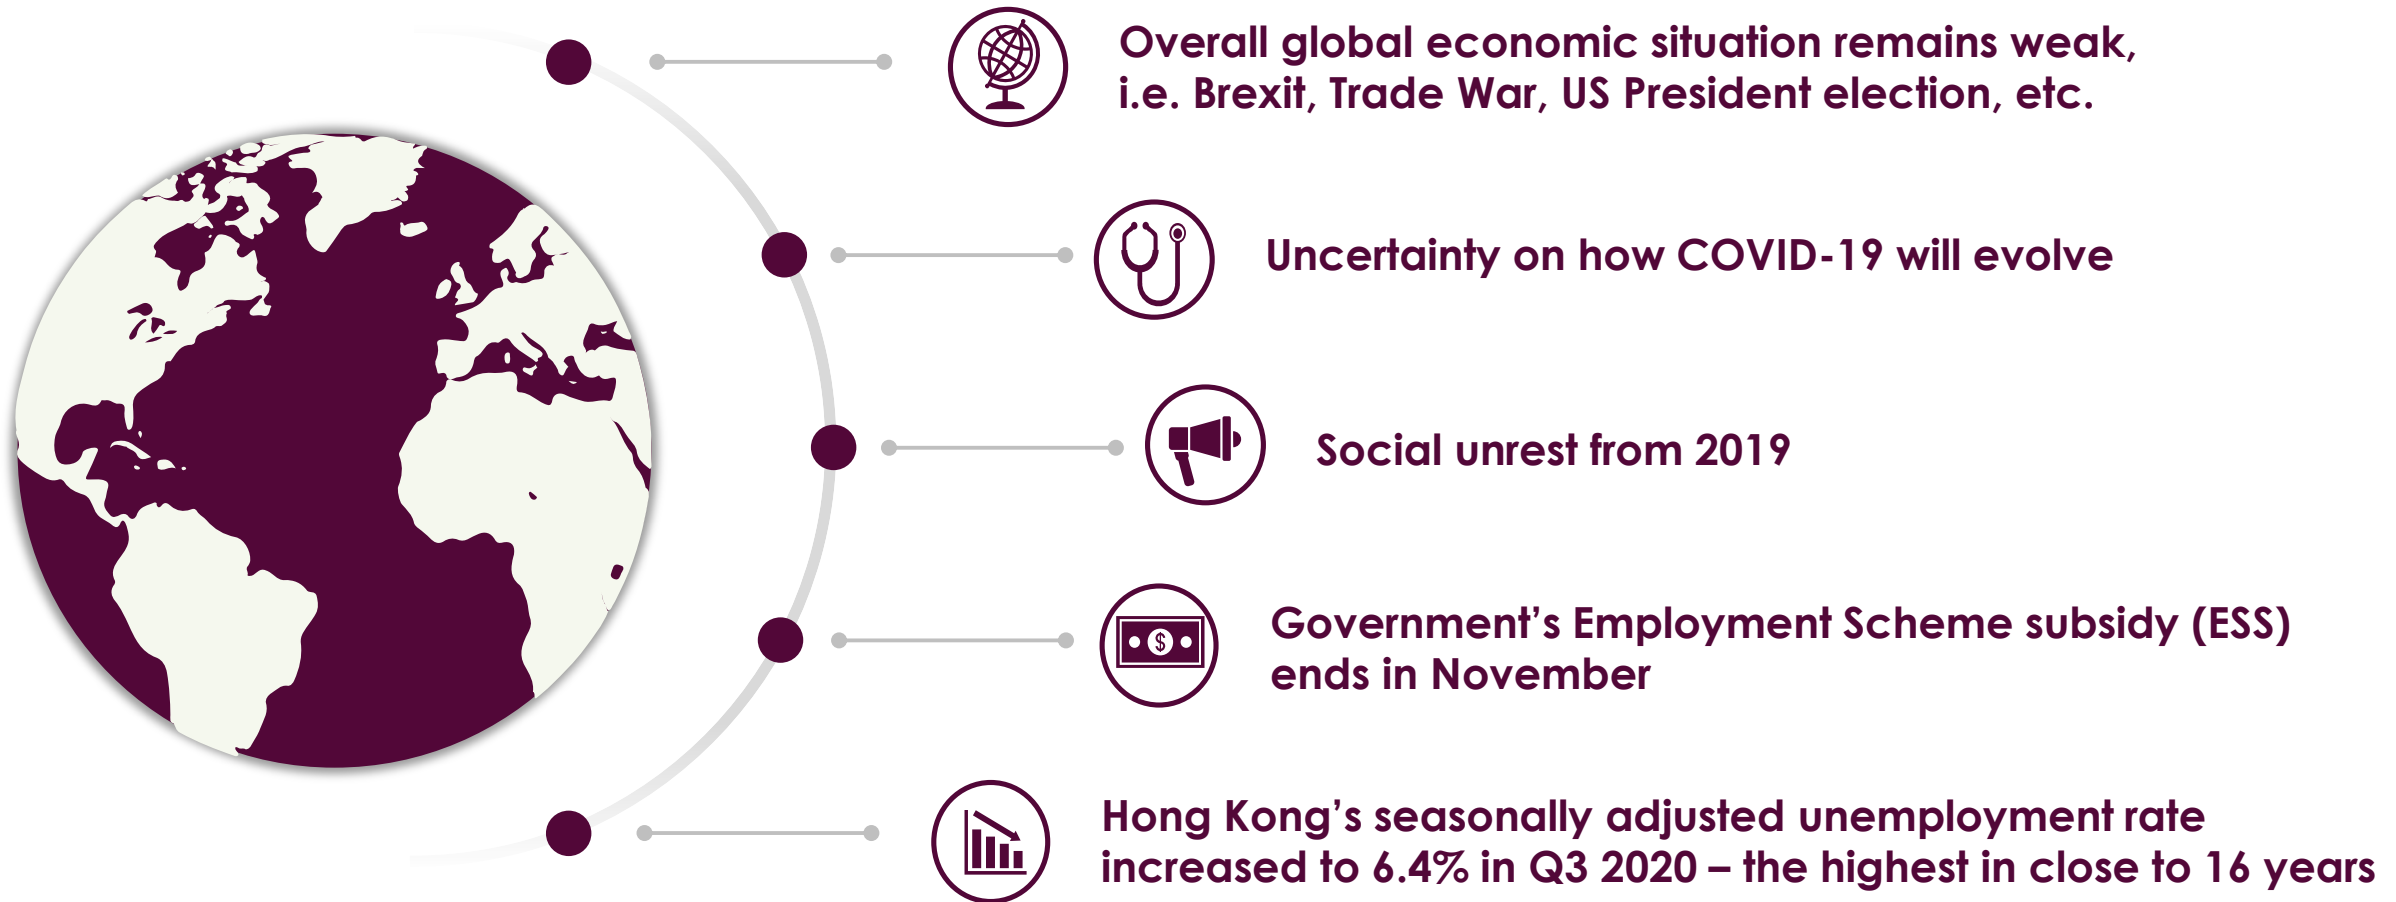 Overall global economic situation remains weak,
i.e. Brexit, Trade War, US President election, etc.
Uncertainty on how COVID-19 will evolve
Social unrest from 2019
$
Government’s Employment Scheme subsidy (ESS)
ends in November
Hong Kong’s seasonally adjusted unemployment rate
increased to 6.4% in Q3 2020 – the highest in close to 16 years